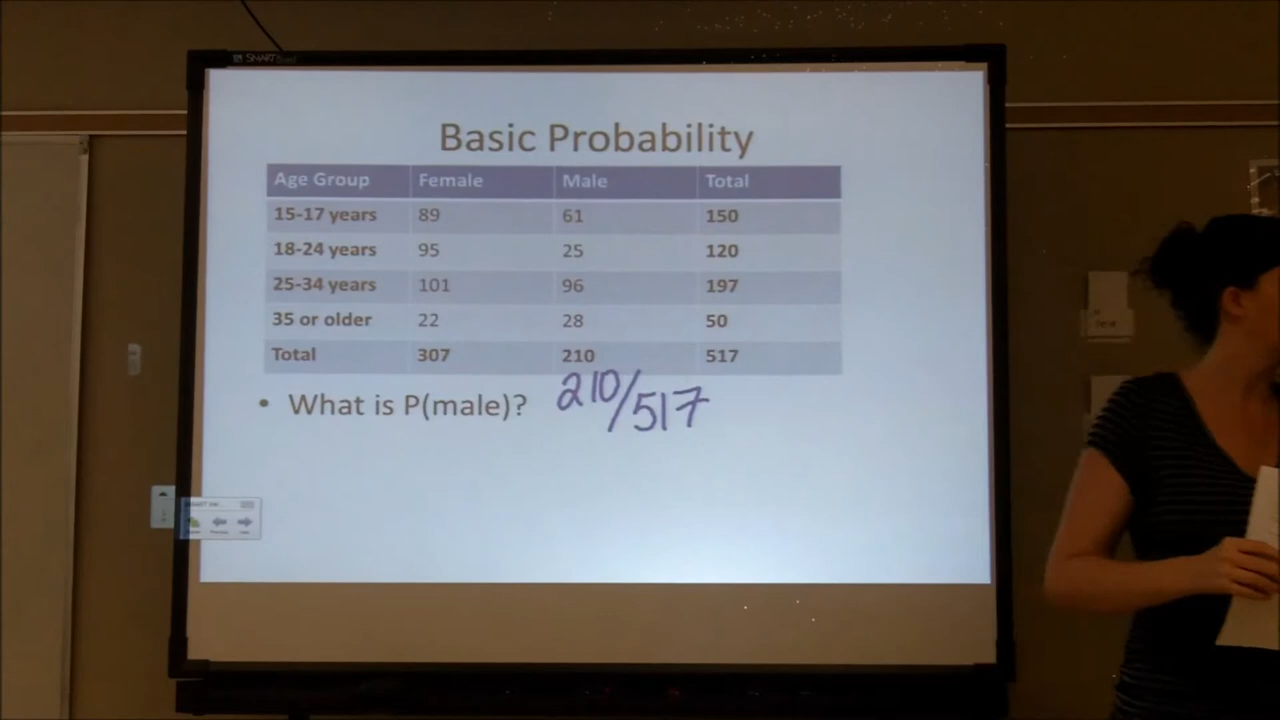 SMART
Basic Probability
Age Group Female Male Total
15-17 years 89 61 150
18-24 years 95 25 120
25-34 years 101 96 197
35 or older 22 28 50
Total 307 210 517
• What is P(male)? 210/517